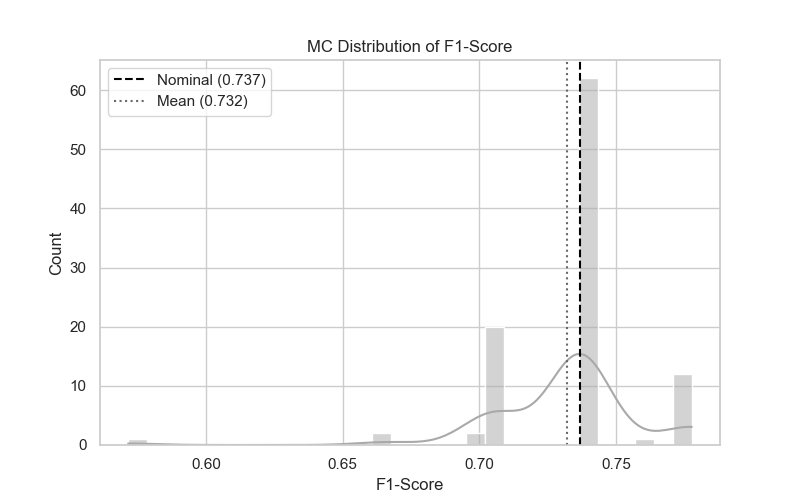 MC Distribution of F1-Score
Nominal (0.737)
Mean (0.732)
60
50
40
30
20
10
0
Count
0.60 0.65 0.70 0.75
F1-Score